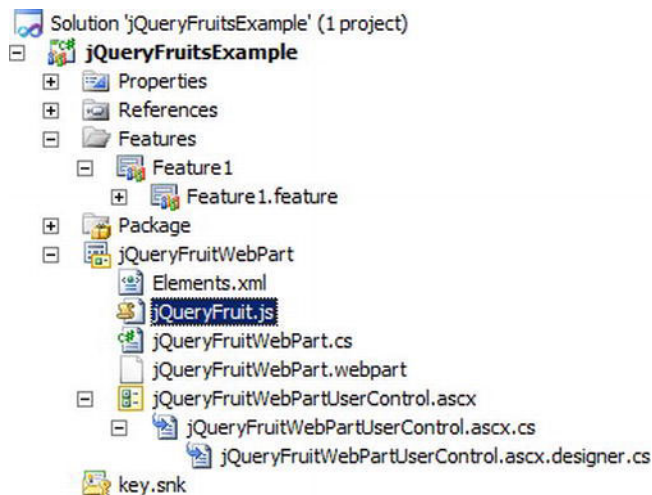 Solution 'jQueryFruitsExample' (1 project)
jQueryFruitsExample
Properties
References
Features
Feature1
Feature1.feature
Package
jQueryFruitWebPart
Elements.xml
jQueryFruit.js
jQueryFruitWebPart.cs
jQueryFruitWebPart.webpart
jQueryFruitWebPartUserControl.ascx
jQueryFruitWebPartUserControl.ascx.cs
jQueryFruitWebPartUserControl.ascx.designer.cs
key.snk